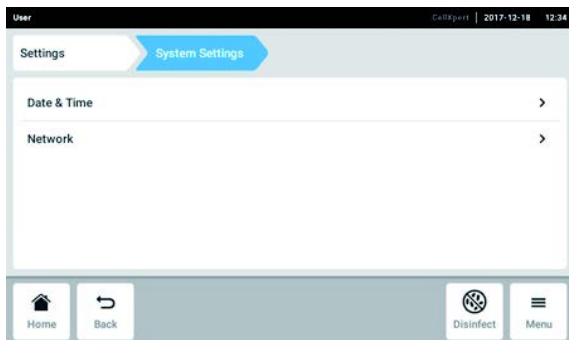 User CellXpert | 2017-12-18 12:34
Settings System Settings
Date & Time
Network
Home Back Disinfect Menu